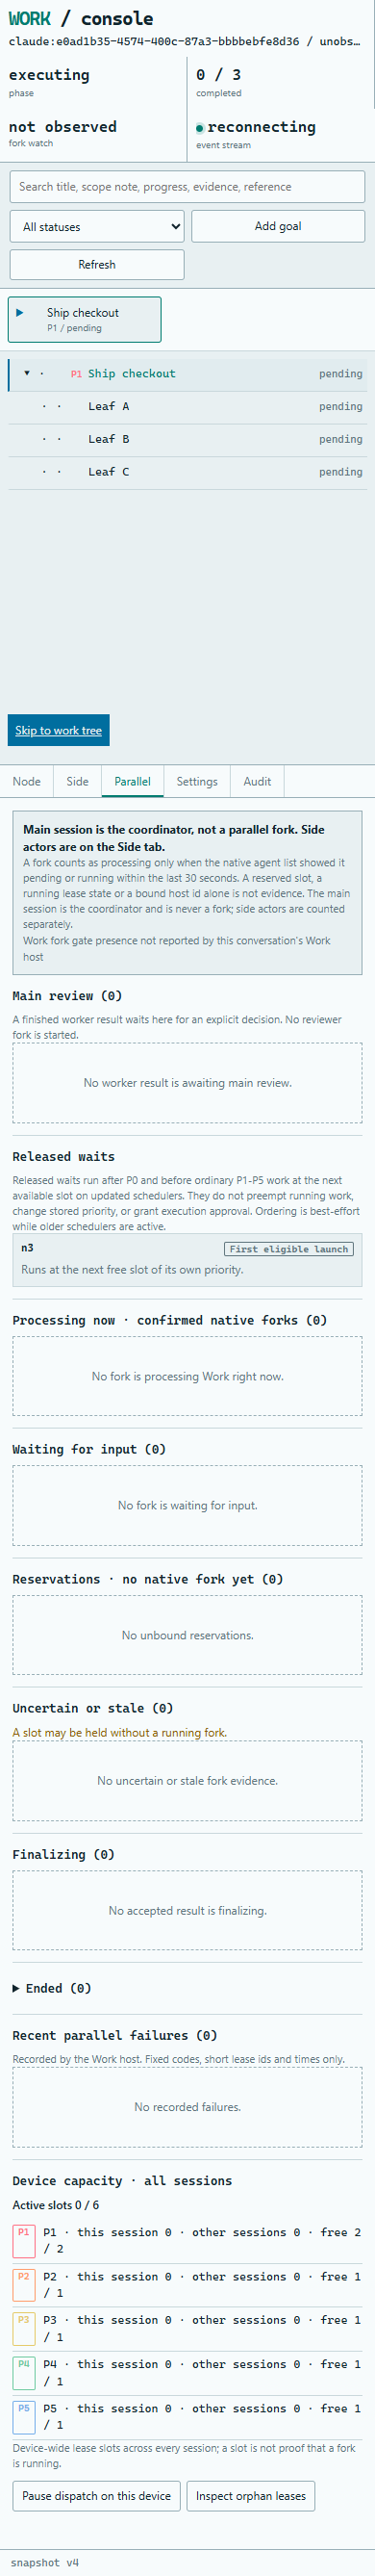 WORK / console
claude:e0ad1b35-4574-400c-87a3-bbbbebfe8d36 / unobs…
executing
phase
0 / 3
completed
not observed
fork watch
reconnecting
event stream
Search title, scope note, progress, evidence, reference
All statuses
Add goal
Refresh
Ship checkout
P1 / pending
P1 Ship checkout pending
Leaf A pending
Leaf B pending
Leaf C pending
Skip to work tree
Node Side Parallel Settings Audit
Main session is the coordinator, not a parallel fork. Side
actors are on the Side tab.
A fork counts as processing only when the native agent list showed it
pending or running within the last 30 seconds. A reserved slot, a
running lease state or a bound host id alone is not evidence. The main
session is the coordinator and is never a fork; side actors are counted
separately.
Work fork gate presence not reported by this conversation's Work
host
Main review (0)
A finished worker result waits here for an explicit decision. No reviewer
fork is started.
No worker result is awaiting main review.
Released waits
Released waits run after P0 and before ordinary P1-P5 work at the next
available slot on updated schedulers. They do not preempt running work,
change stored priority, or grant execution approval. Ordering is best-effort
while older schedulers are active.
n3
First eligible launch
Runs at the next free slot of its own priority.
Processing now · confirmed native forks (0)
No fork is processing Work right now.
Waiting for input (0)
No fork is waiting for input.
Reservations · no native fork yet (0)
No unbound reservations.
Uncertain or stale (0)
A slot may be held without a running fork.
No uncertain or stale fork evidence.
Finalizing (0)
No accepted result is finalizing.
Ended (0)
Recent parallel failures (0)
Recorded by the Work host. Fixed codes, short lease ids and times only.
No recorded failures.
Device capacity · all sessions
Active slots 0 / 6
P1 P1 · this session 0 · other sessions 0 · free 2
/ 2
P2 P2 · this session 0 · other sessions 0 · free 1
/ 1
P3 P3 · this session 0 · other sessions 0 · free 1
/ 1
P4 P4 · this session 0 · other sessions 0 · free 1
/ 1
P5 P5 · this session 0 · other sessions 0 · free 1
/ 1
Device-wide lease slots across every session; a slot is not proof that a fork
is running.
Pause dispatch on this device
Inspect orphan leases
snapshot v4